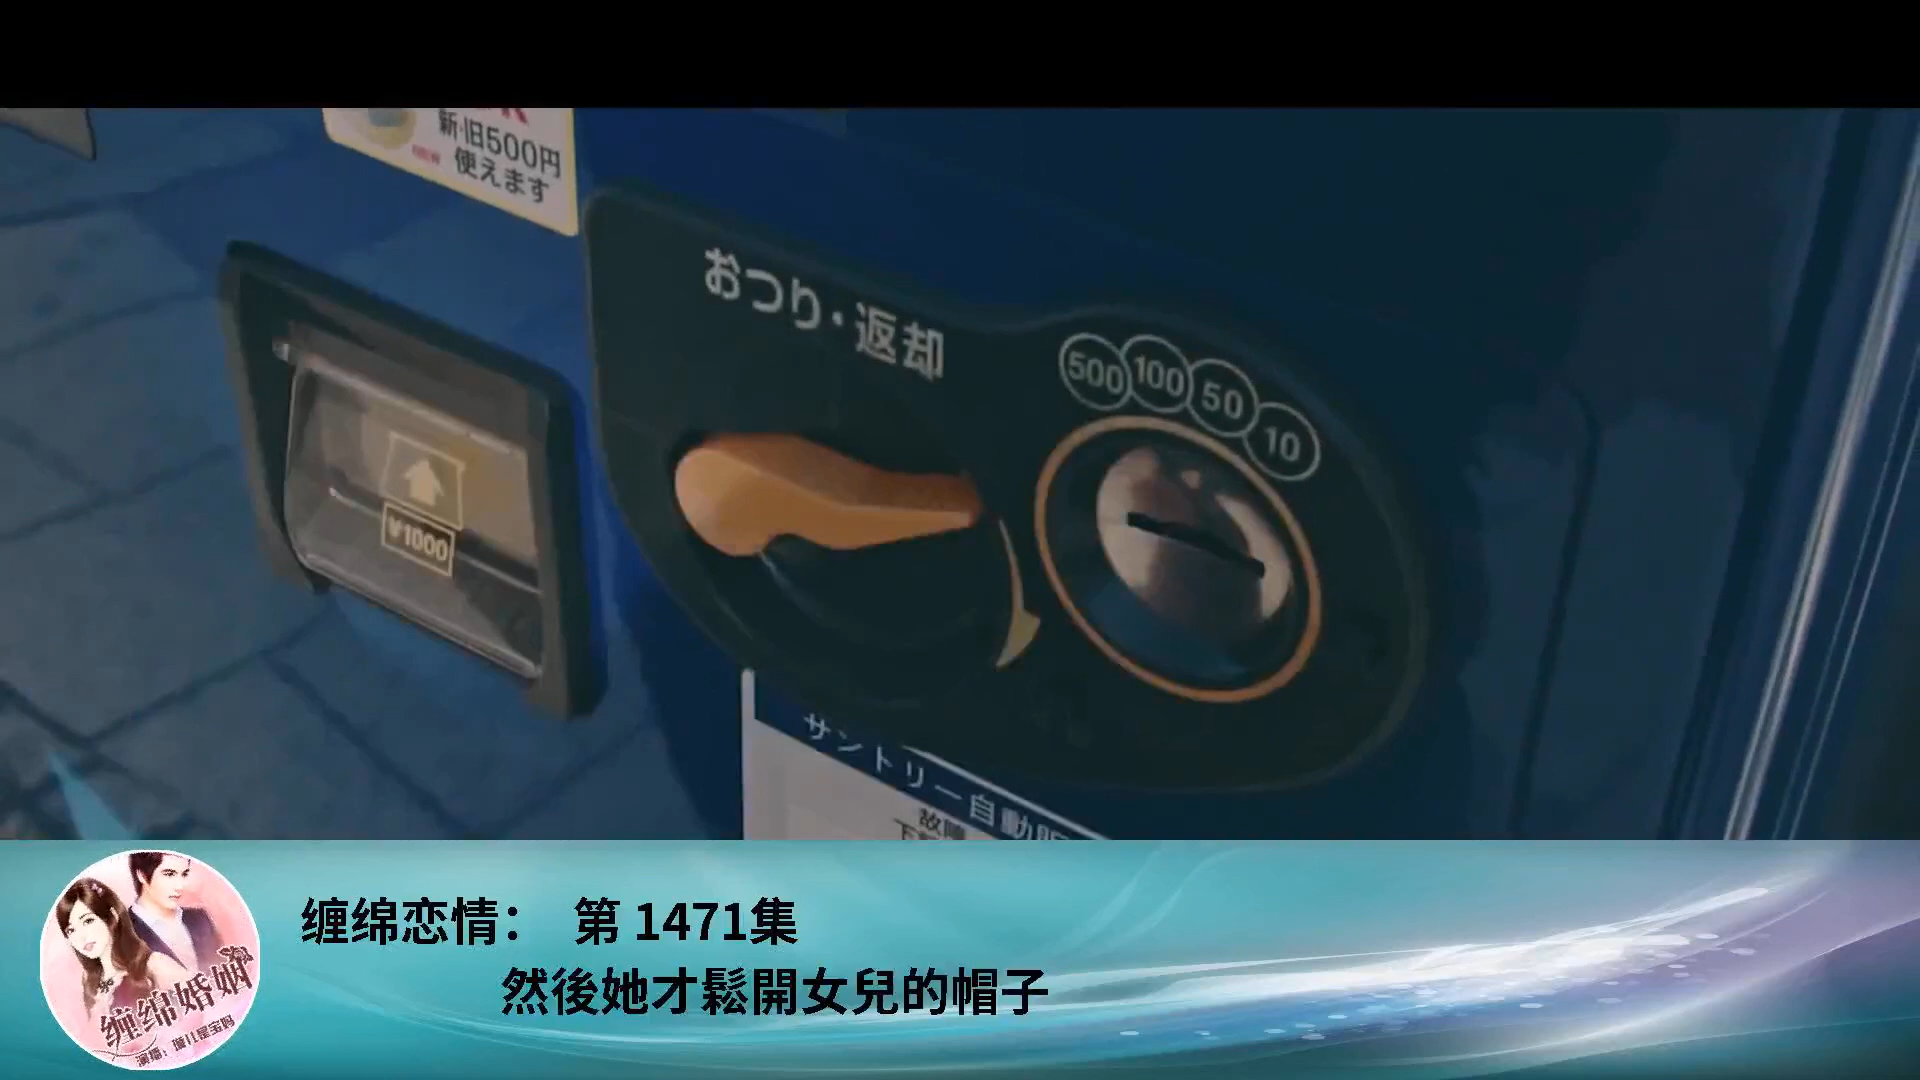 新・旧500円
NEW 使えます
おつり・返却
500 100 50 10
¥1000
サントリー自動販
故障
缠绵恋情： 第 1471集
然後她才鬆開女兒的帽子
缠绵婚姻